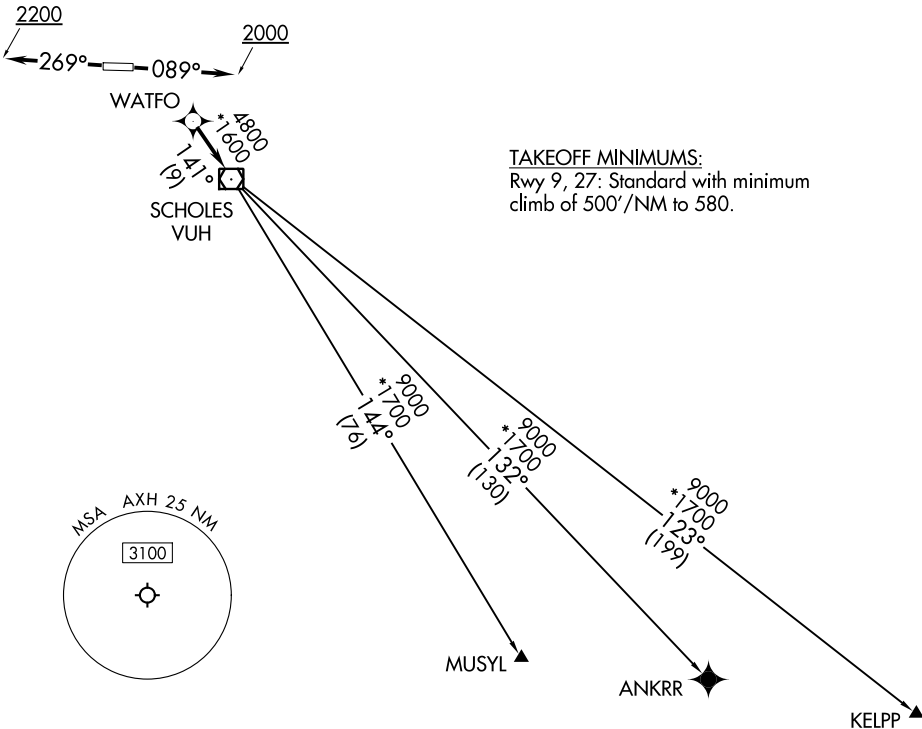 2200
2000
269°
089°
WATFO
4800
*1600
141°
(9)
SCHOLES
VUH
TAKEOFF MINIMUMS:
Rwy 9, 27: Standard with minimum
climb of 500'/NM to 580.
9000
*1700
144°
(76)
9000
*1700
132°
(130)
9000
*1700
123°
(199)
MSA AXH 25 NM
3100
MUSYL
ANKRR
KELPP